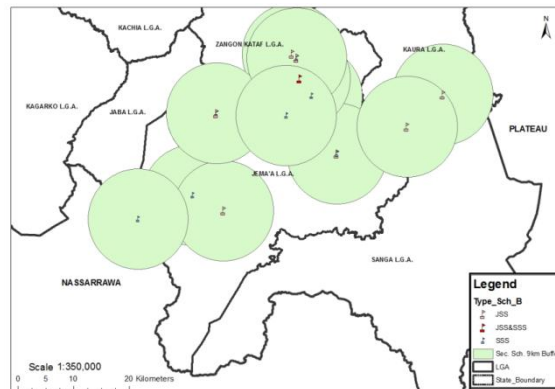 KACHIA L.G.A.
ZANGON KATAF L.G.A.
KAURA L.G.A.
KAGARKO L.G.A.
JABA L.G.A.
PLATEAU
JEMA'A L.G.A.
SANGA L.G.A.
NASSARRAWA
Legend
Type_Sch_B
JSS
JSS&SSS
SSS
Sec. Sch. 9km Buffe
LGA
State_Boundary
Scale 1:350,000
0 5 10 20 Kilometers
N